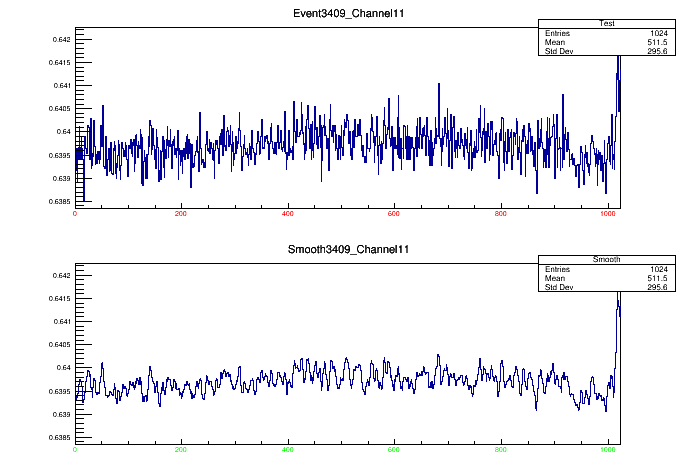 Event3409_Channel11
Test
Entries 1024
Mean 511.5
Std Dev 295.6
0.642
0.6415
0.641
0.6405
0.64
0.6395
0.639
0.6385
0 200 400 600 800 1000
Smooth3409_Channel11
Smooth
Entries 1024
Mean 511.5
Std Dev 295.6
0.642
0.6415
0.641
0.6405
0.64
0.6395
0.639
0.6385
0 200 400 600 800 1000